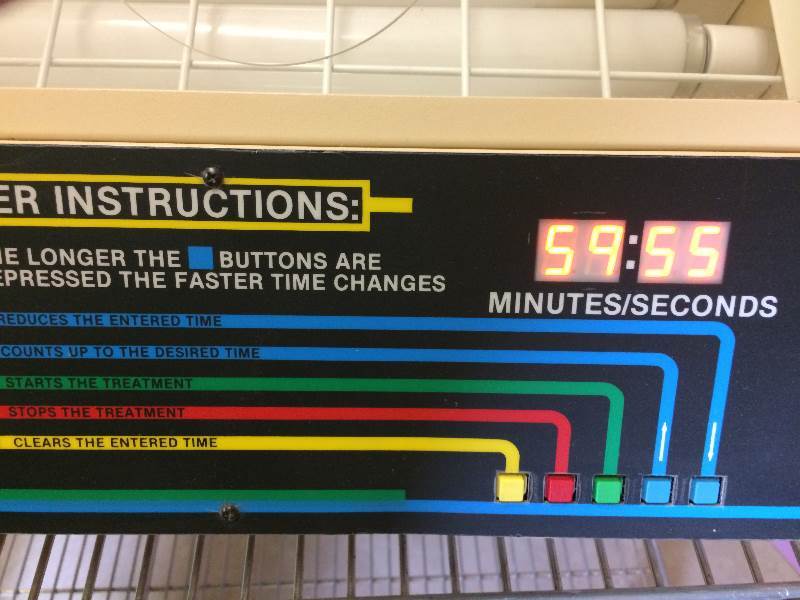 ER INSTRUCTIONS:
59:55
MINUTES/SECONDS
HE LONGER THE BUTTONS ARE
EPRESSED THE FASTER TIME CHANGES
REDUCES THE ENTERED TIME
COUNTS UP TO THE DESIRED TIME
STARTS THE TREATMENT
STOPS THE TREATMENT
CLEARS THE ENTERED TIME